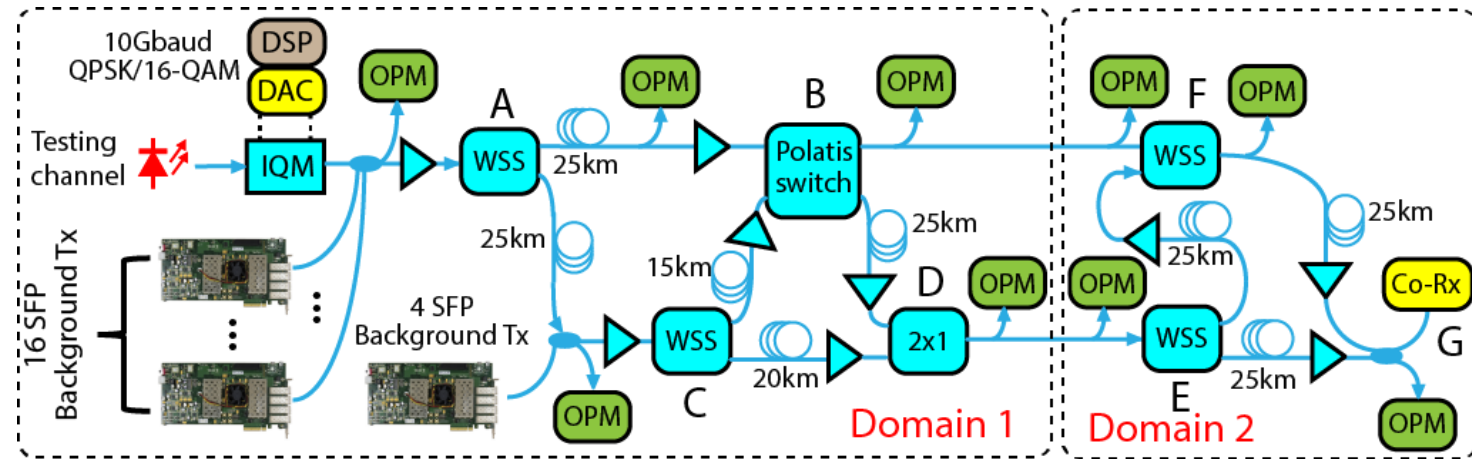 10Gbaud
QPSK/16-QAM
DSP
DAC
OPM
Testing
channel
IQM
A
WSS
25km
OPM
B
Polatis
switch
OPM
OPM
F
WSS
OPM
25km
25km
15km
25km
25km
16 SFP
Background Tx
4 SFP
Background Tx
WSS
C
20km
D
2x1
OPM
OPM
WSS
E
25km
Co-Rx
G
OPM
OPM
Domain 1
Domain 2